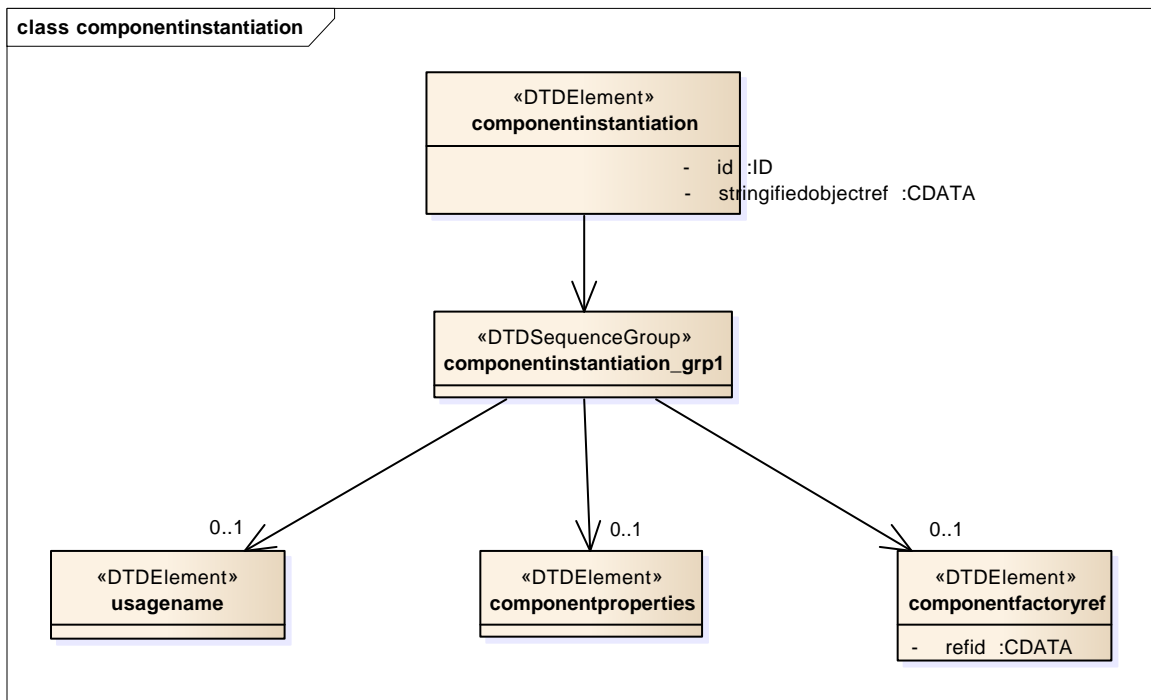 class componentinstantiation
«DTDElement»
componentinstantiation
- id :ID
- stringifiedobjectref :CDATA
«DTDSequenceGroup»
componentinstantiation_grp1
0..1
0..1
0..1
«DTDElement»
usagename
«DTDElement»
componentproperties
«DTDElement»
componentfactoryref
- refid :CDATA